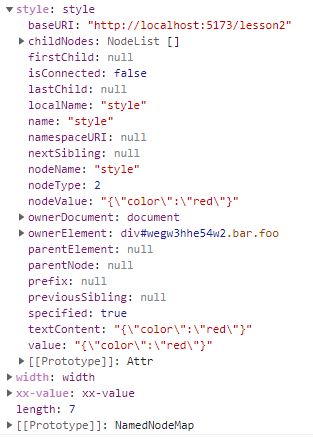 style: style
baseURI: "http://localhost:5173/lesson2"
childNodes: NodeList []
firstChild: null
isConnected: false
lastChild: null
localName: "style"
name: "style"
namespaceURI: null
nextSibling: null
nodeName: "style"
nodeType: 2
nodeValue: "{\"color\":\"red\"}"
ownerDocument: document
ownerElement: div#wegw3hhe54w2.bar.foo
parentElement: null
parentNode: null
prefix: null
previousSibling: null
specified: true
textContent: "{\"color\":\"red\"}"
value: "{\"color\":\"red\"}"
[[Prototype]]: Attr
width: width
xx-value: xx-value
length: 7
[[Prototype]]: NamedNodeMap